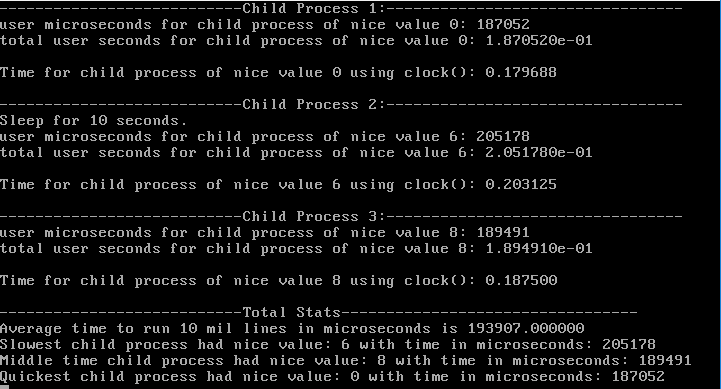 --------------------------Child Process 1:--------------------------------
user microseconds for child process of nice value 0: 187052
total user seconds for child process of nice value 0: 1.870520e-01
Time for child process of nice value 0 using clock(): 0.179688
--------------------------Child Process 2:--------------------------------
Sleep for 10 seconds.
user microseconds for child process of nice value 6: 205178
total user seconds for child process of nice value 6: 2.051780e-01
Time for child process of nice value 6 using clock(): 0.203125
--------------------------Child Process 3:--------------------------------
user microseconds for child process of nice value 8: 189491
total user seconds for child process of nice value 8: 1.894910e-01
Time for child process of nice value 8 using clock(): 0.187500
--------------------------Total Stats--------------------------------
Average time to run 10 mil lines in microseconds is 193907.000000
Slowest child process had nice value: 6 with time in microseconds: 205178
Middle time child process had nice value: 8 with time in microseconds: 189491
Quickest child process had nice value: 0 with time in microseconds: 187052